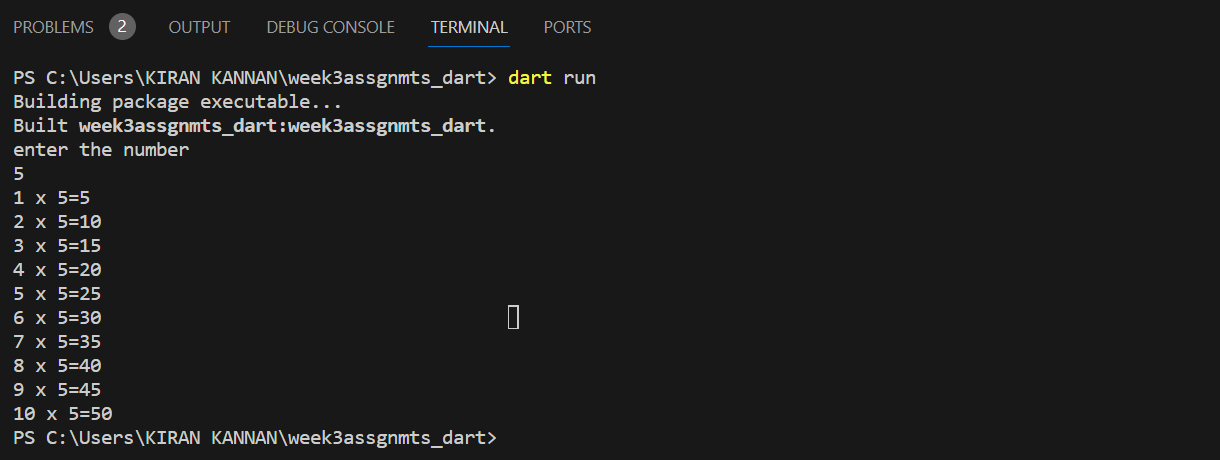 PROBLEMS 2 OUTPUT DEBUG CONSOLE TERMINAL PORTS
PS C:\Users\KIRAN KANNAN\week3assgnmts_dart> dart run
Building package executable...
Built week3assgnmts_dart:week3assgnmts_dart.
enter the number
5
1 x 5=5
2 x 5=10
3 x 5=15
4 x 5=20
5 x 5=25
6 x 5=30
7 x 5=35
8 x 5=40
9 x 5=45
10 x 5=50
PS C:\Users\KIRAN KANNAN\week3assgnmts_dart>